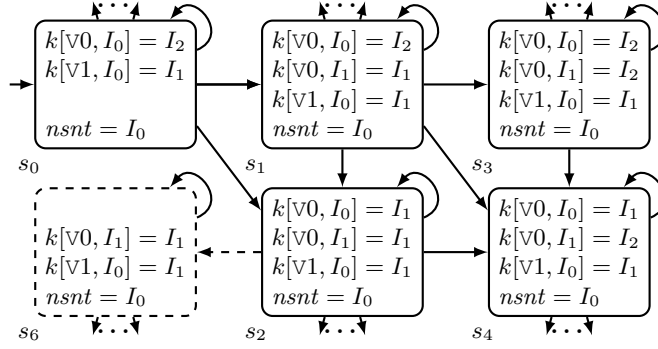 ... ... ...
k[V0, I₀] = I₂
k[V1, I₀] = I₁
nsnt = I₀
s₀
k[V0, I₀] = I₂
k[V0, I₁] = I₁
k[V1, I₀] = I₁
nsnt = I₀
s₁
k[V0, I₀] = I₂
k[V0, I₁] = I₂
k[V1, I₀] = I₁
nsnt = I₀
s₃
k[V0, I₁] = I₁
k[V1, I₀] = I₁
nsnt = I₀
s₆
k[V0, I₀] = I₁
k[V0, I₁] = I₁
k[V1, I₀] = I₁
nsnt = I₀
s₂
k[V0, I₀] = I₁
k[V0, I₁] = I₂
k[V1, I₀] = I₁
nsnt = I₀
s₄
... ... ...